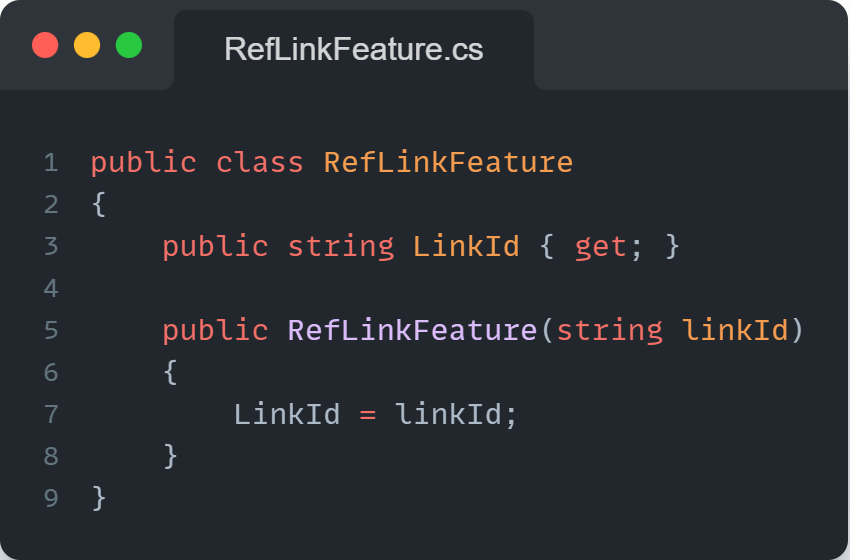 RefLinkFeature.cs
1 public class RefLinkFeature
2 {
3     public string LinkId { get; }
4
5     public RefLinkFeature(string linkId)
6     {
7         LinkId = linkId;
8     }
9 }